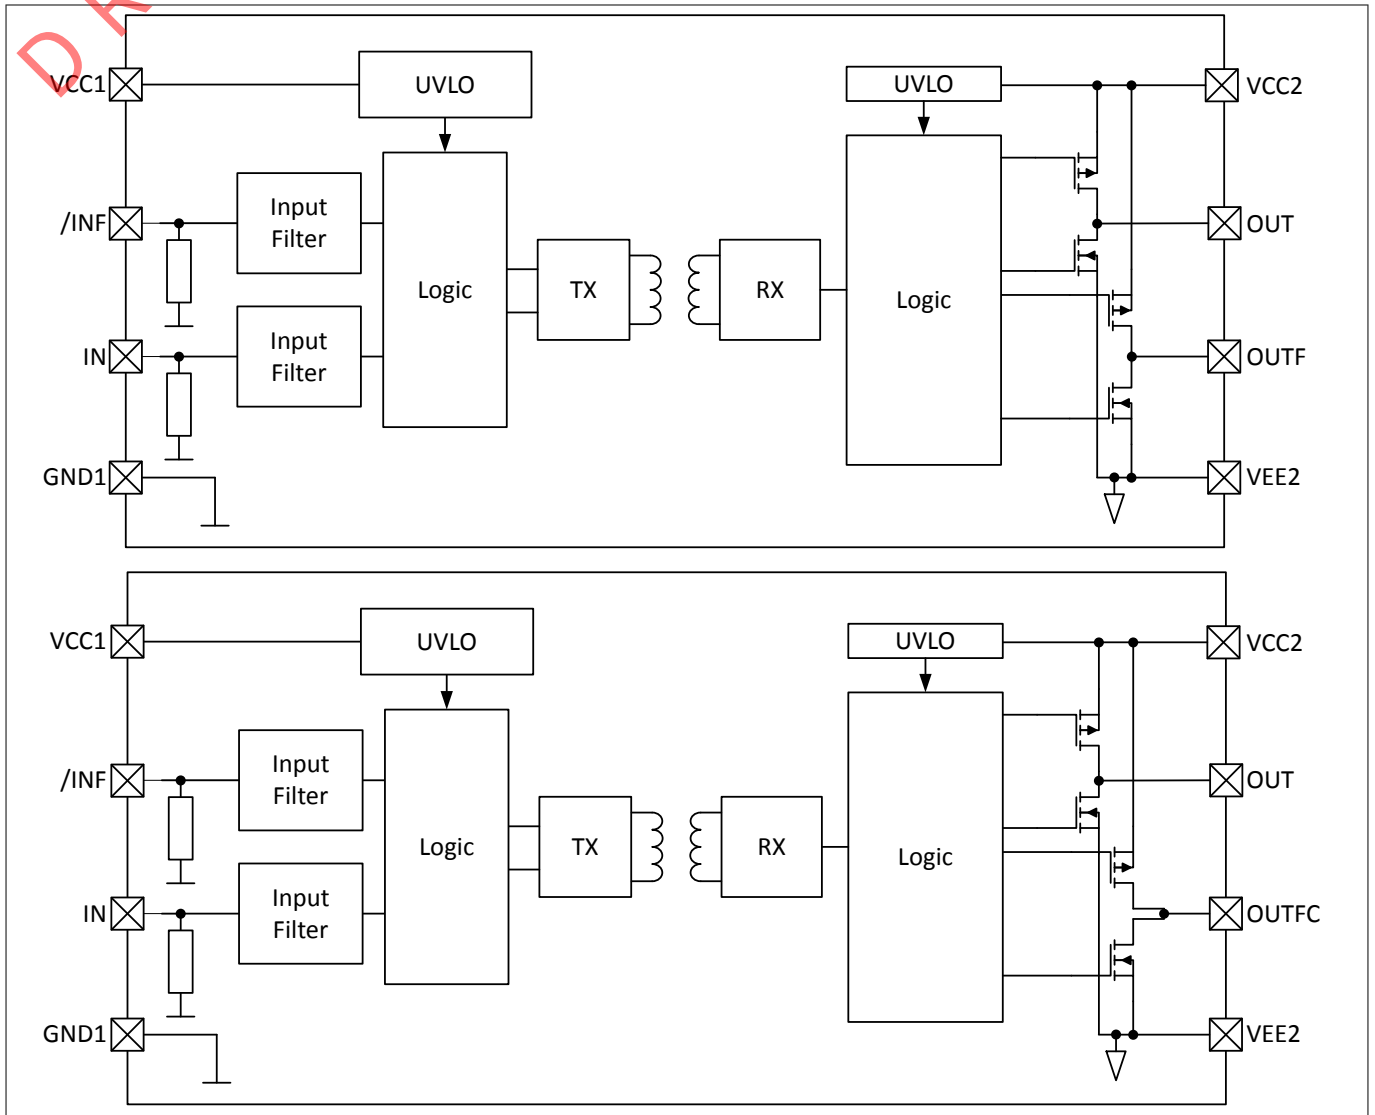 D R
VCC1
UVLO
UVLO
VCC2
/INF
Input
Filter
OUT
TX
RX
Logic
Logic
IN
Input
Filter
OUTF
GND1
VEE2
VCC1
UVLO
UVLO
VCC2
/INF
Input
Filter
OUT
TX
RX
Logic
Logic
IN
Input
Filter
OUTFC
GND1
VEE2